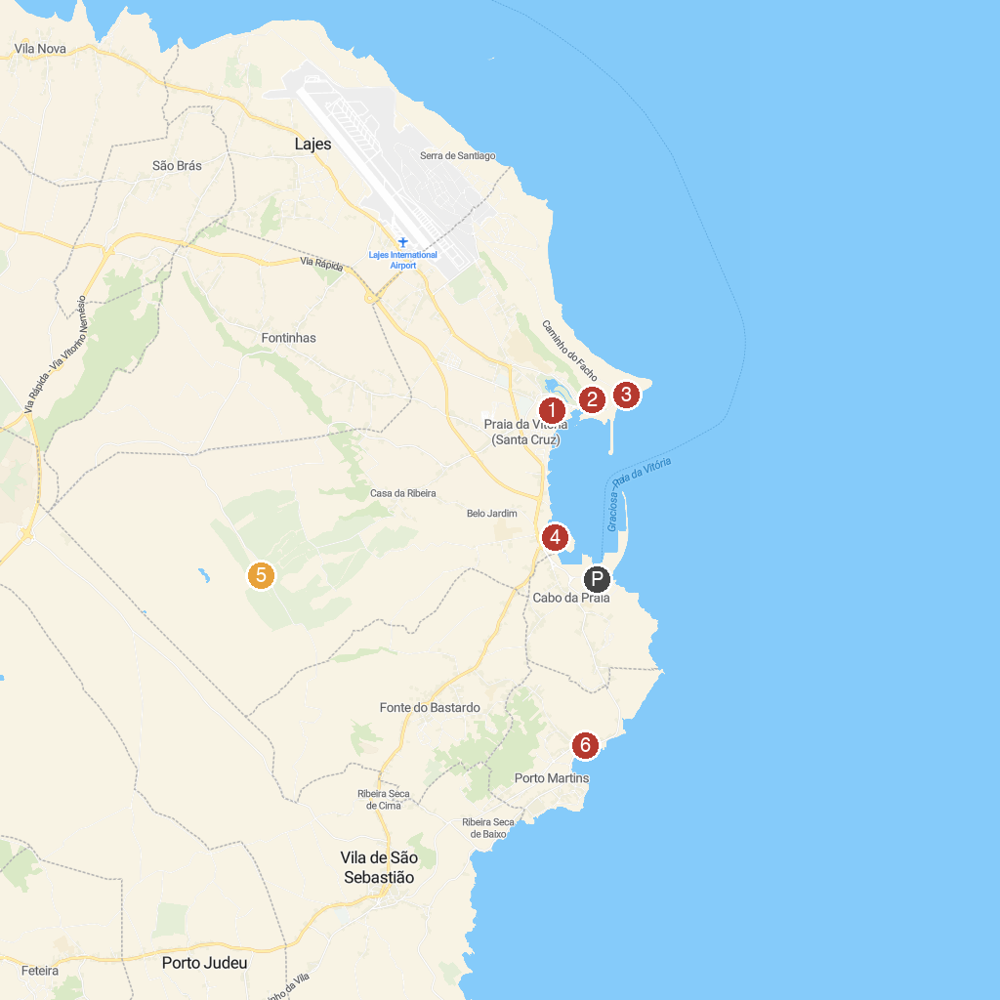 Vila Nova
Lajes
Serra de Santiago
São Brás
Lajes International
Airport
Via Rápida
Via Rápida - Via Vitorino Nemésio
Fontinhas
Caminho do Facho
1
2
3
Praia da Vitória
(Santa Cruz)
Graciosa - Praia da Vitória
Casa da Ribeira
Belo Jardim
4
5
P
Cabo da Praia
Fonte do Bastardo
6
Porto Martins
Ribeira Seca
de Cima
Ribeira Seca
de Baixo
Vila de São
Sebastião
Porto Judeu
Feteira
da Vila